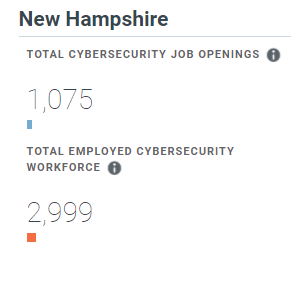 New Hampshire
TOTAL CYBERSECURITY JOB OPENINGS
1,075
TOTAL EMPLOYED CYBERSECURITY
WORKFORCE
2,999